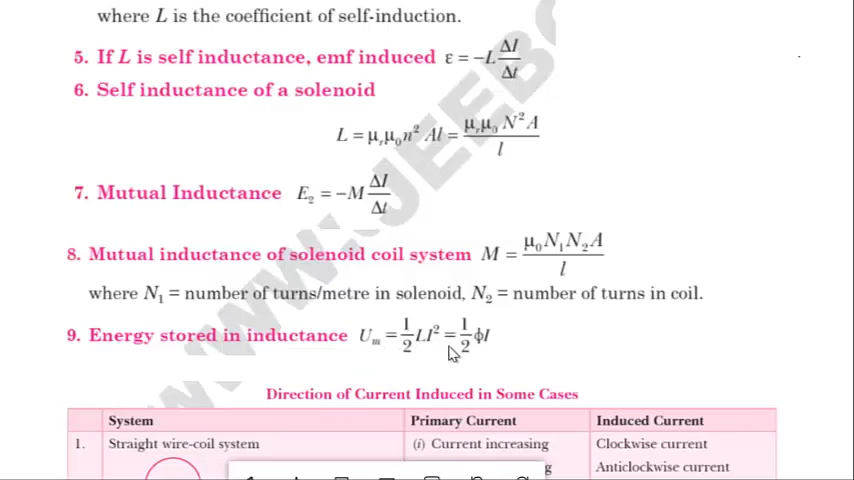 where L is the coefficient of self-induction.
5. If L is self inductance, emf induced ε = −L ΔI/Δt
6. Self inductance of a solenoid
L = μrμ0n² Al = μrμ0 N²A/l
7. Mutual Inductance E2 = −M ΔI/Δt
8. Mutual inductance of solenoid coil system M = μ0N1N2A/l
where N1 = number of turns/metre in solenoid, N2 = number of turns in coil.
9. Energy stored in inductance Um = 1/2 LI² = 1/2 ϕI
Direction of Current Induced in Some Cases
System Primary Current Induced Current
1. Straight wire-coil system (i) Current increasing Clockwise current
Anticlockwise current